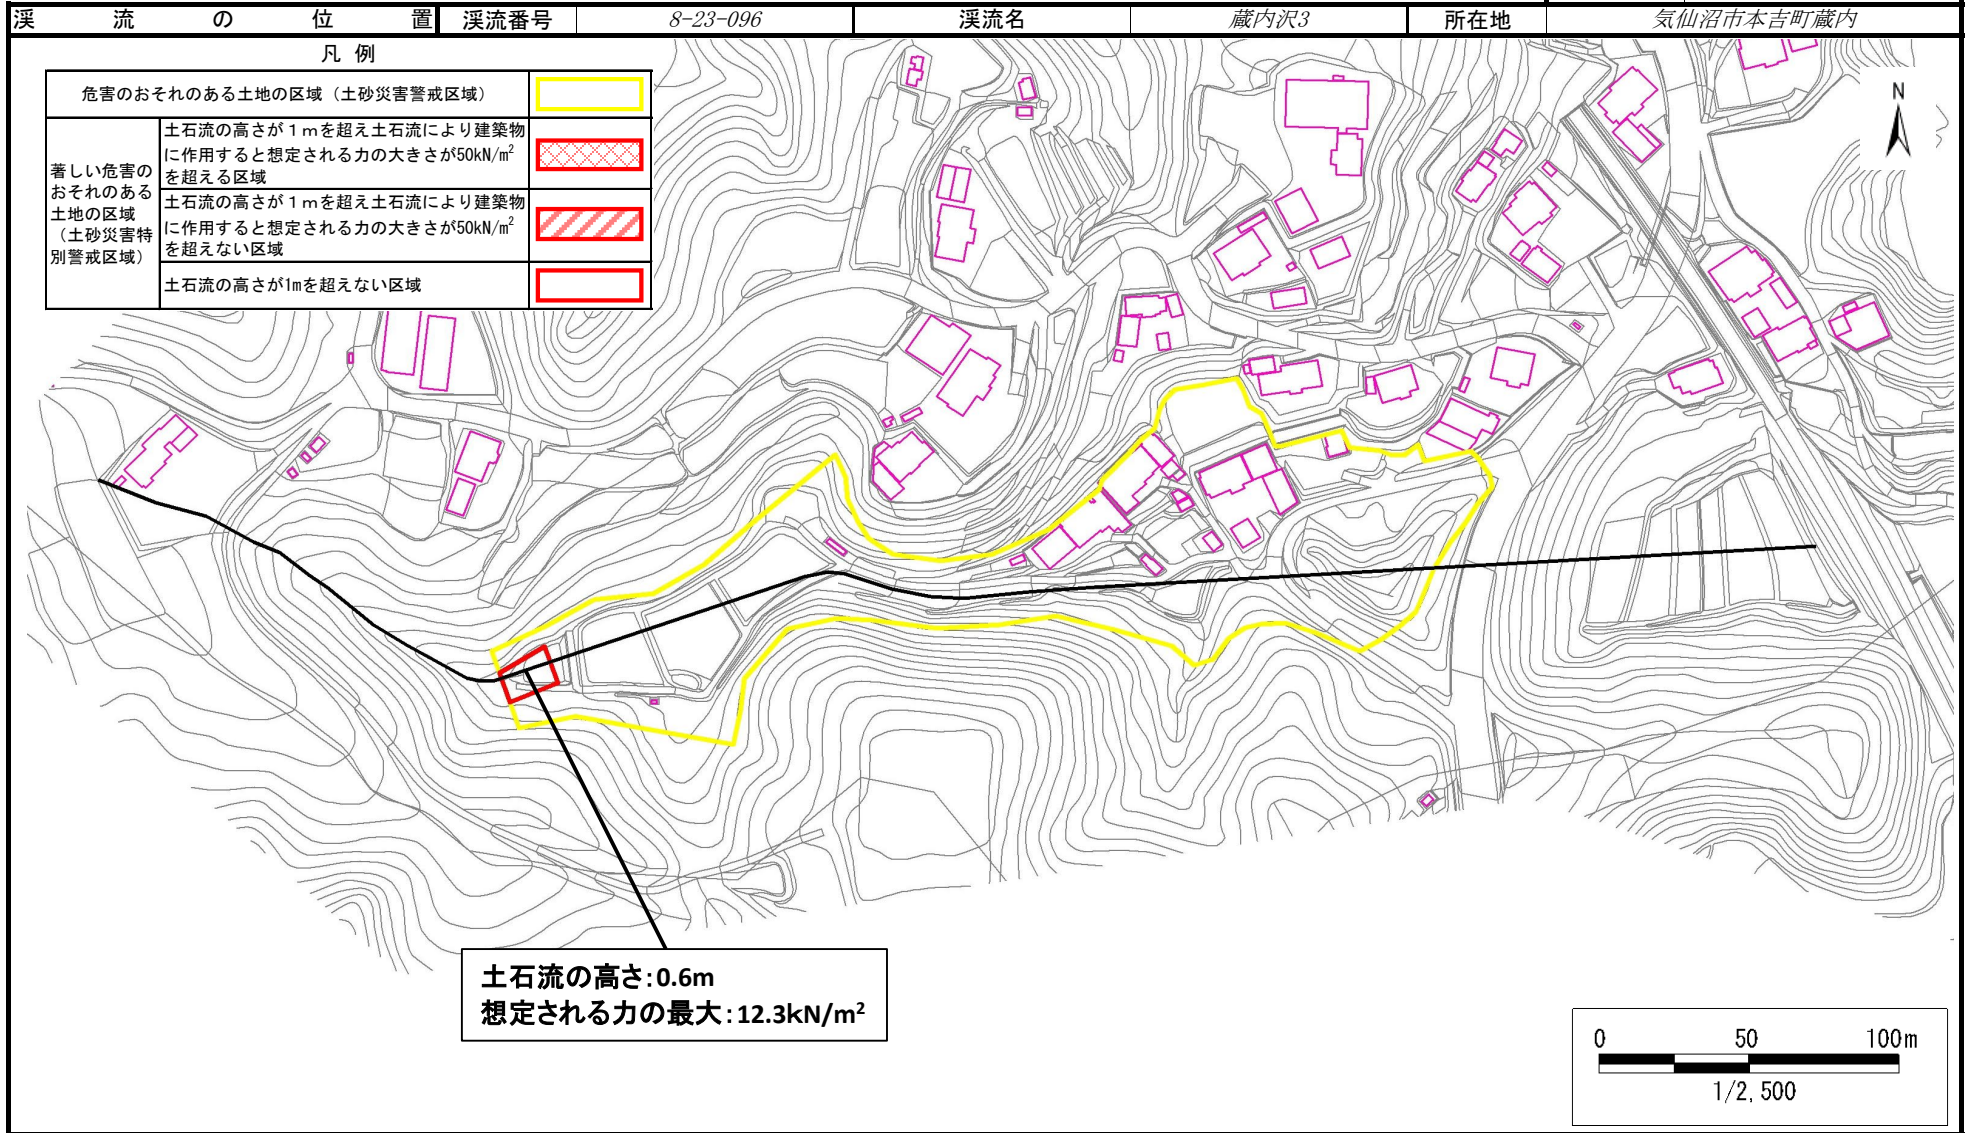 渓流の位置 渓流番号 8-23-096 渓流名 蔵内沢3 所在地 気仙沼市本吉町蔵内
凡例
危害のおそれのある土地の区域（土砂災害警戒区域）
著しい危害の
おそれのある
土地の区域
（土砂災害特
別警戒区域）
土石流の高さが１ｍを超え土石流により建築物
に作用すると想定される力の大きさが50kN/m²
を超える区域
土石流の高さが１ｍを超え土石流により建築物
に作用すると想定される力の大きさが50kN/m²
を超えない区域
土石流の高さが1mを超えない区域
N
土石流の高さ:0.6m
想定される力の最大:12.3kN/m²
0 50 100m
1/2,500